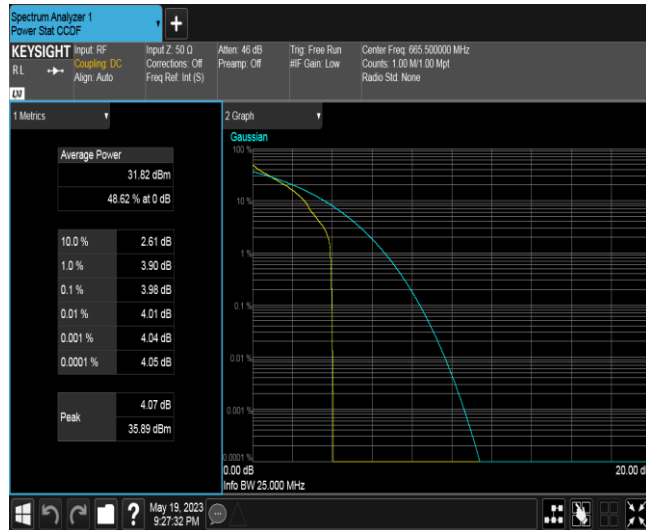 Spectrum Analyzer 1
Power Stat CCDF
KEYSIGHT
RL
LXI
Input: RF
Coupling: DC
Align: Auto
Input Z: 50 Ω
Corrections: Off
Freq Ref: Int (S)
Atten: 46 dB
Preamp: Off
Trig: Free Run
#IF Gain: Low
Center Freq: 665.500000 MHz
Counts: 1.00 M/1.00 Mpt
Radio Std: None
1 Metrics
Average Power
31.82 dBm
48.62 % at 0 dB
10.0 % 2.61 dB
1.0 % 3.90 dB
0.1 % 3.98 dB
0.01 % 4.01 dB
0.001 % 4.04 dB
0.0001 % 4.05 dB
Peak
4.07 dB
35.89 dBm
2 Graph
Gaussian
100 %
10 %
1 %
0.1 %
0.01 %
0.001 %
0.0001 %
0.00 dB
20.00 d
Info BW 25.000 MHz
?
May 19, 2023
9:27:32 PM